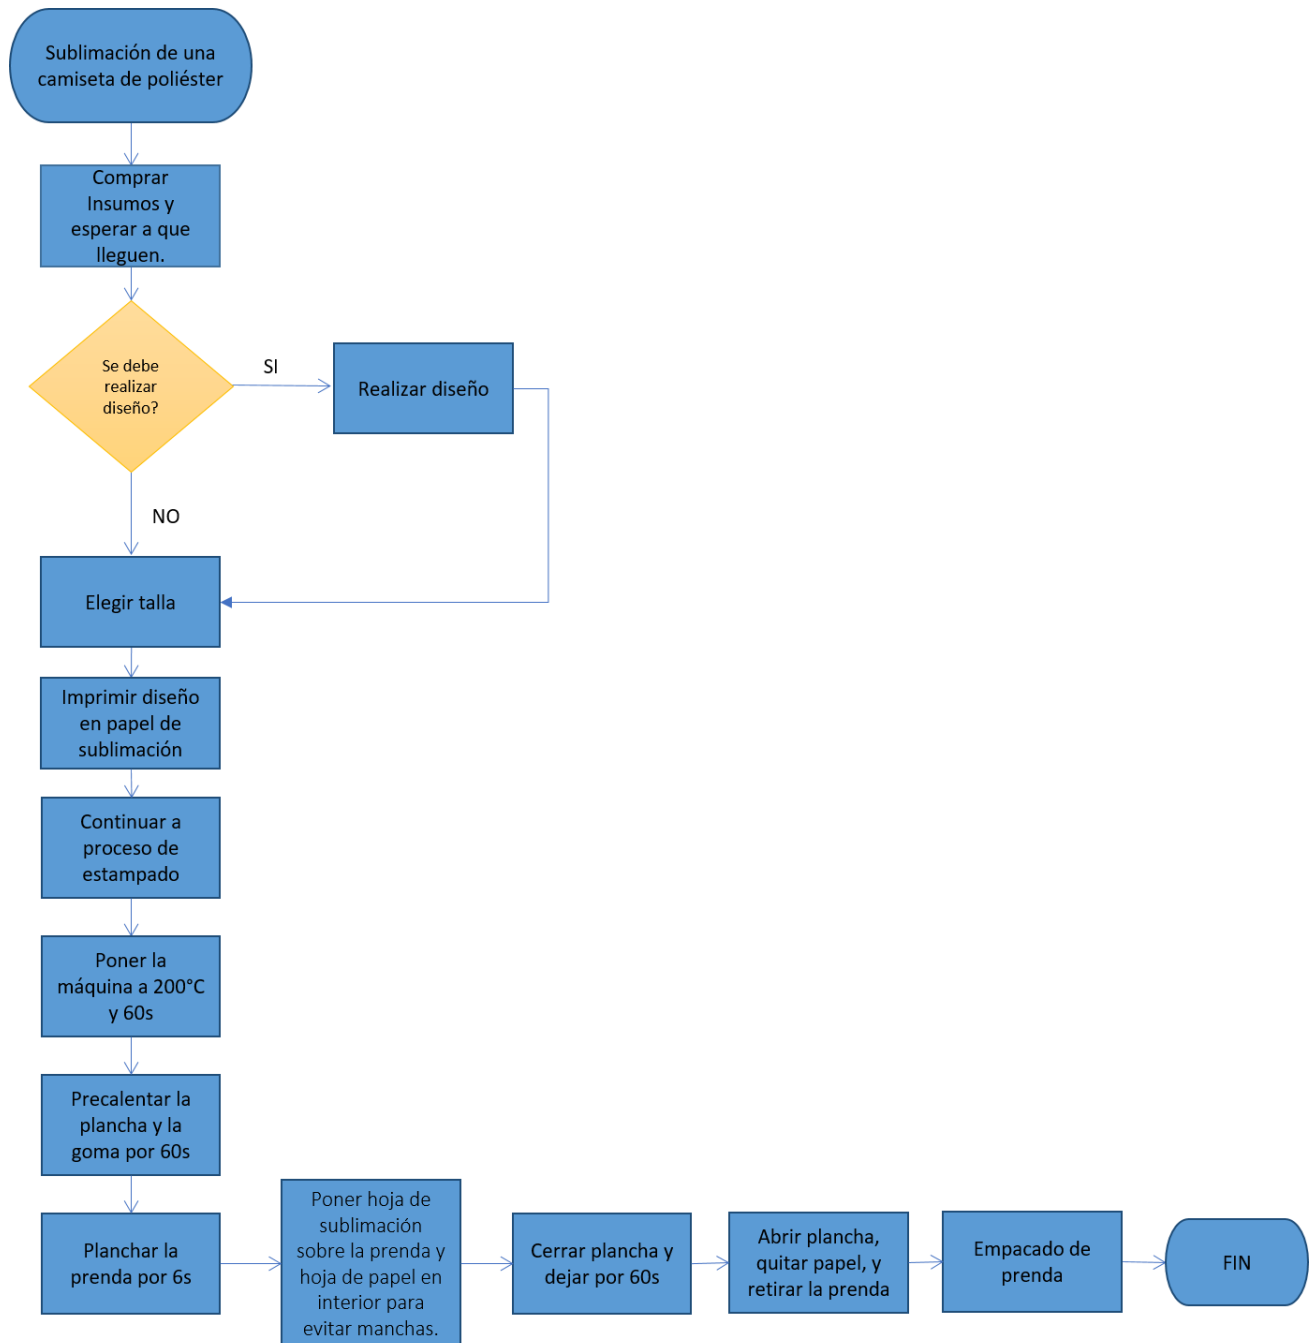 Sublimación de una
camiseta de poliéster
Comprar
Insumos y
esperar a que
lleguen.
Se debe
realizar
diseño?
SI
Realizar diseño
NO
Elegir talla
Imprimir diseño
en papel de
sublimación
Continuar a
proceso de
estampado
Poner la
máquina a 200°C
y 60s
Precalentar la
plancha y la
goma por 60s
Planchar la
prenda por 6s
Poner hoja de
sublimación
sobre la prenda y
hoja de papel en
interior para
evitar manchas.
Cerrar plancha y
dejar por 60s
Abrir plancha,
quitar papel, y
retirar la prenda
Empacado de
prenda
FIN